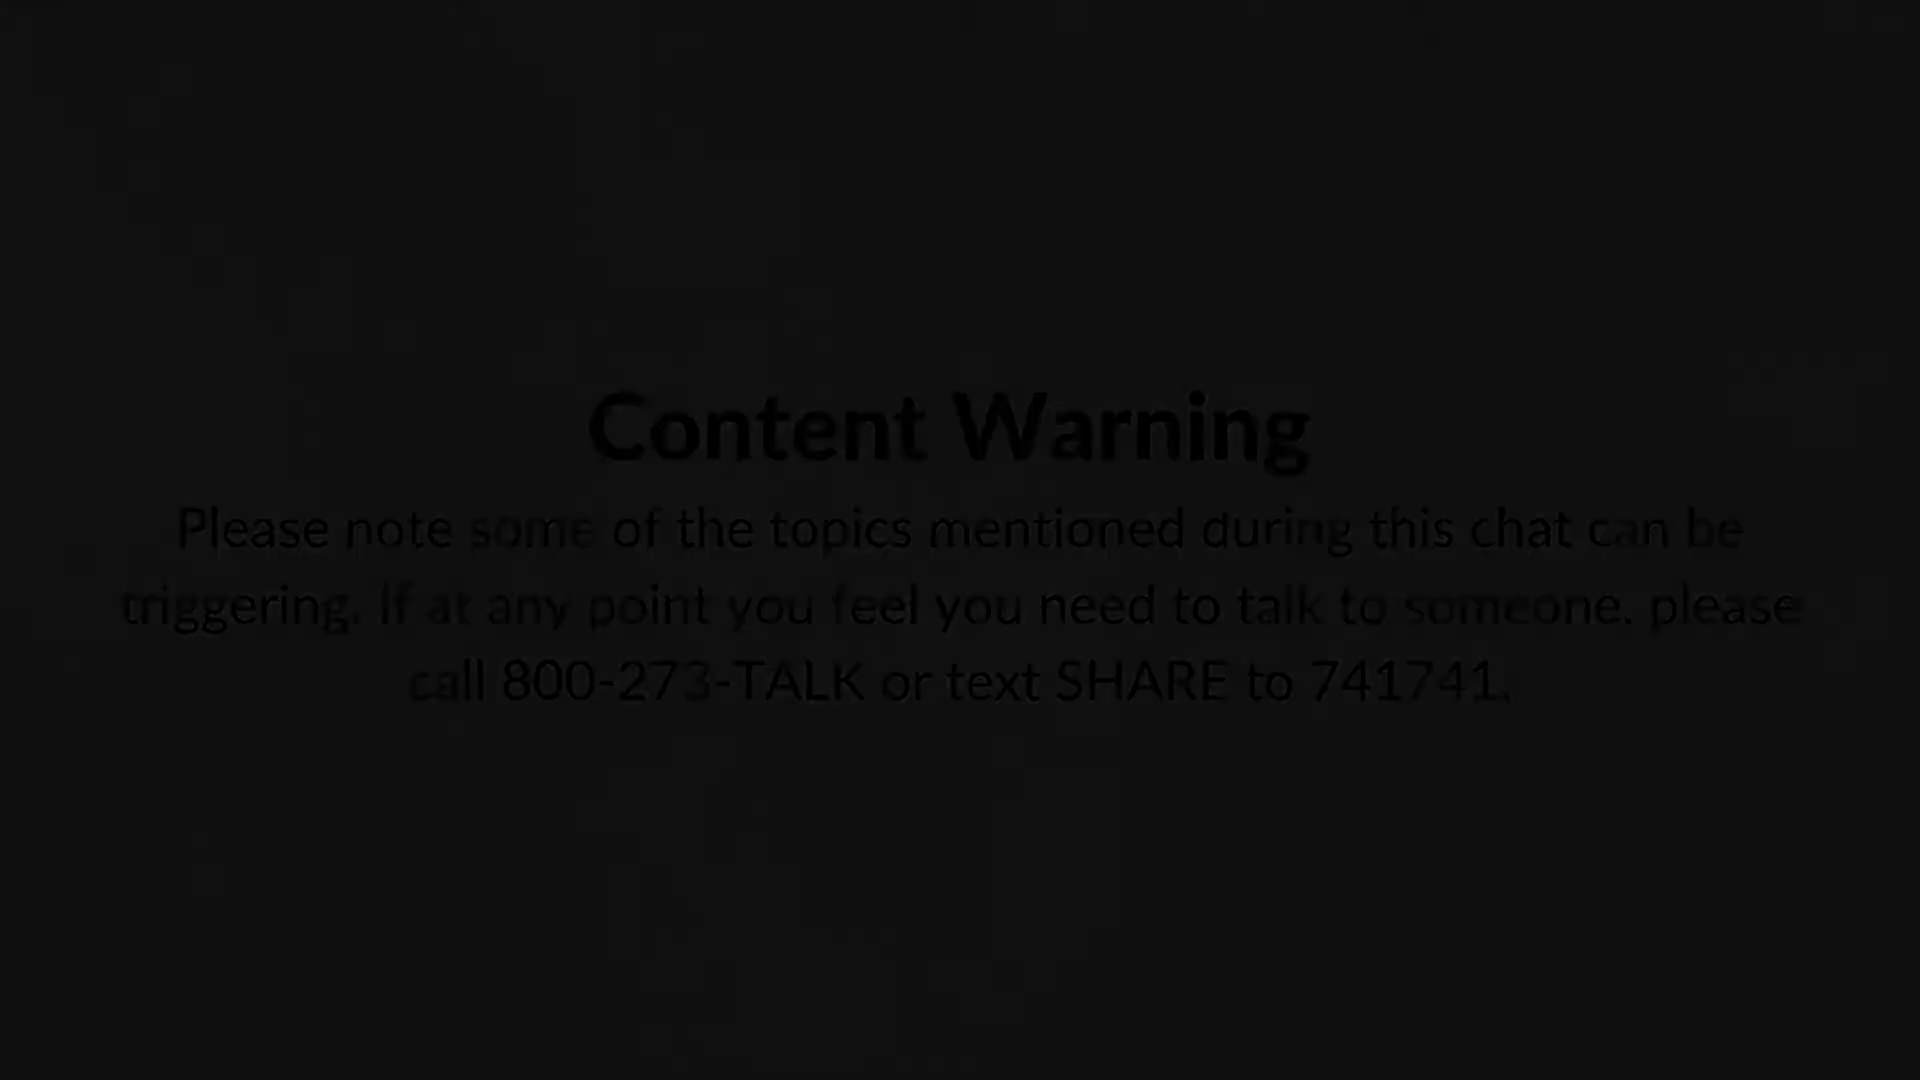 Content Warning
Please note some of the topics mentioned during this chat can be
triggering. If at any point you feel you need to talk to someone, please
call 800-273-TALK or text SHARE to 741741.